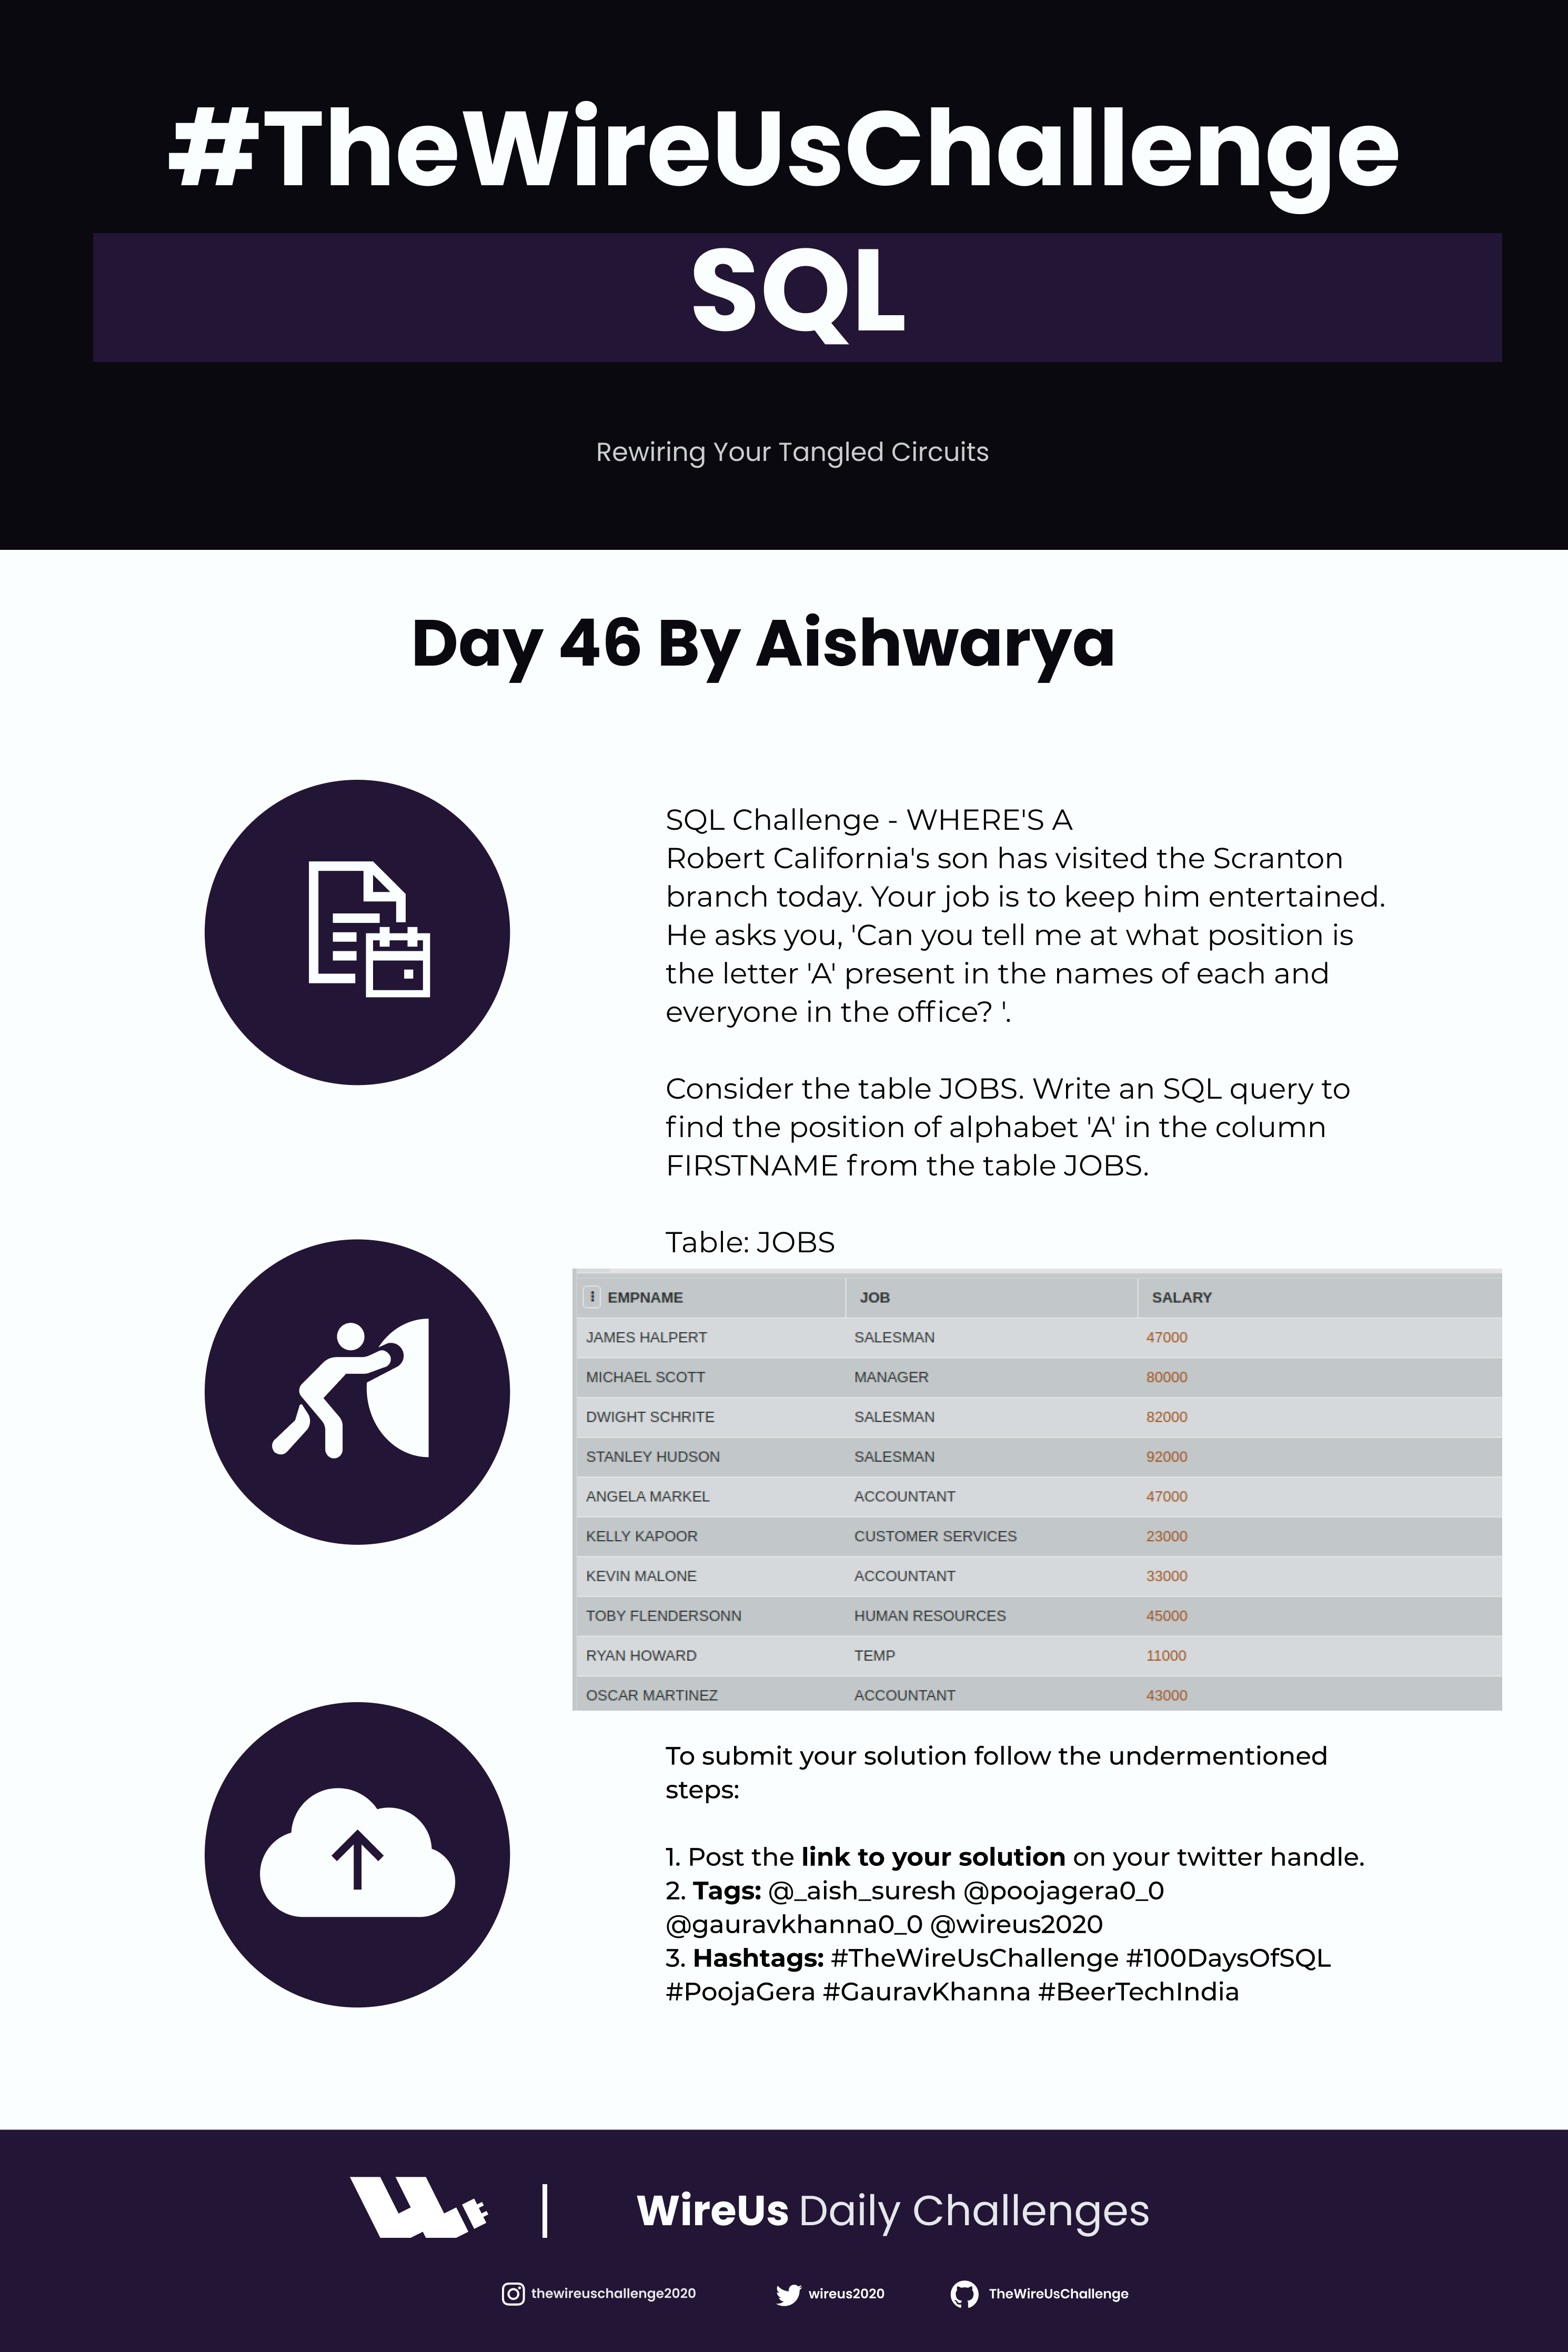 #TheWireUsChallenge
SQL
Rewiring Your Tangled Circuits
Day 46 By Aishwarya
SQL Challenge - WHERE'S A
Robert California's son has visited the Scranton
branch today. Your job is to keep him entertained.
He asks you, 'Can you tell me at what position is
the letter 'A' present in the names of each and
everyone in the office? '.
Consider the table JOBS. Write an SQL query to
find the position of alphabet 'A' in the column
FIRSTNAME from the table JOBS.
Table: JOBS
EMPNAME JOB SALARY
JAMES HALPERT SALESMAN 47000
MICHAEL SCOTT MANAGER 80000
DWIGHT SCHRITE SALESMAN 82000
STANLEY HUDSON SALESMAN 92000
ANGELA MARKEL ACCOUNTANT 47000
KELLY KAPOOR CUSTOMER SERVICES 23000
KEVIN MALONE ACCOUNTANT 33000
TOBY FLENDERSONN HUMAN RESOURCES 45000
RYAN HOWARD TEMP 11000
OSCAR MARTINEZ ACCOUNTANT 43000
To submit your solution follow the undermentioned
steps:
1. Post the link to your solution on your twitter handle.
2. Tags: @_aish_suresh @poojagera0_0
@gauravkhanna0_0 @wireus2020
3. Hashtags: #TheWireUsChallenge #100DaysOfSQL
#PoojaGera #GauravKhanna #BeerTechIndia
WireUs Daily Challenges
thewireuschallenge2020 wireus2020 TheWireUsChallenge